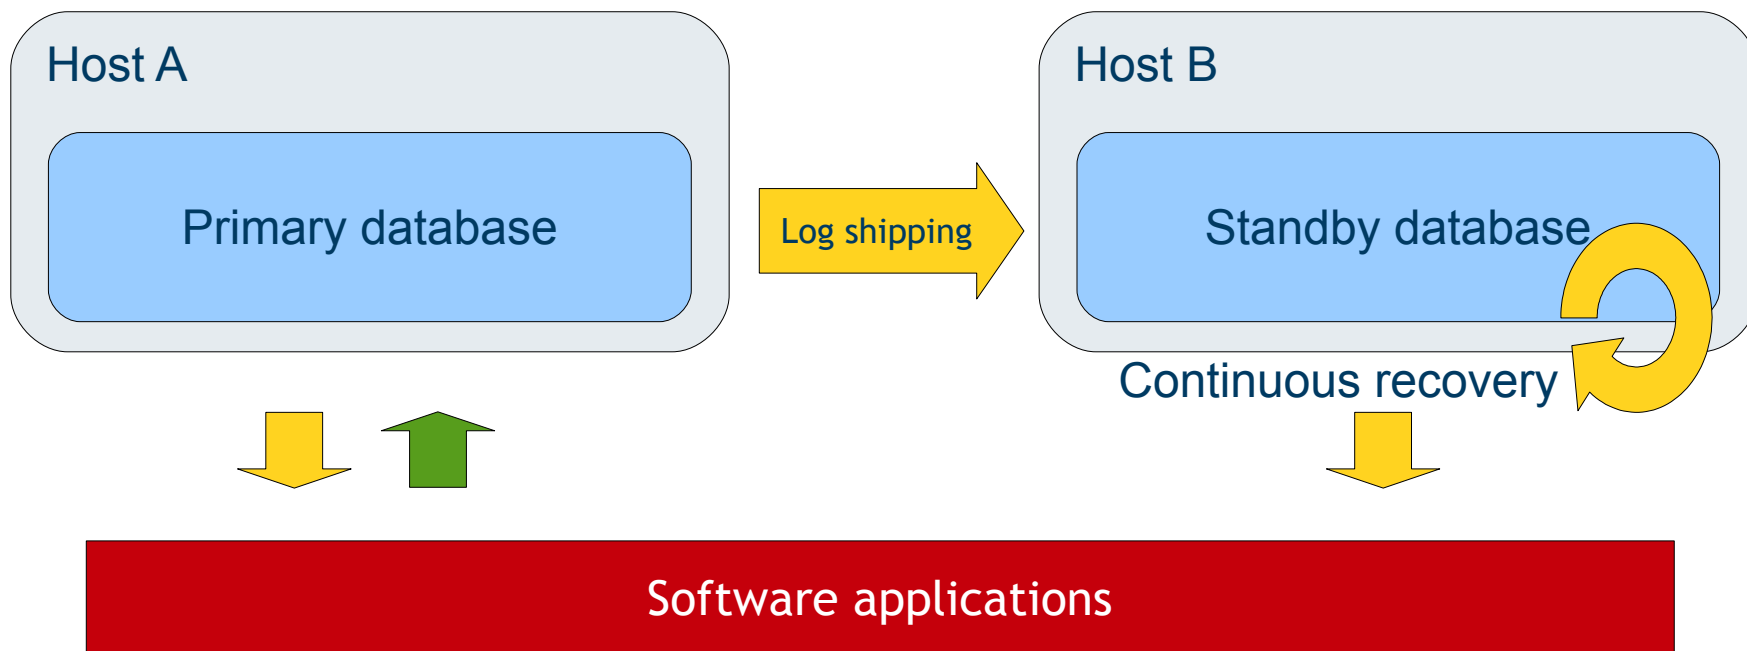 Host A
Host B
Primary database
Log shipping
Standby database
Continuous recovery
Software applications